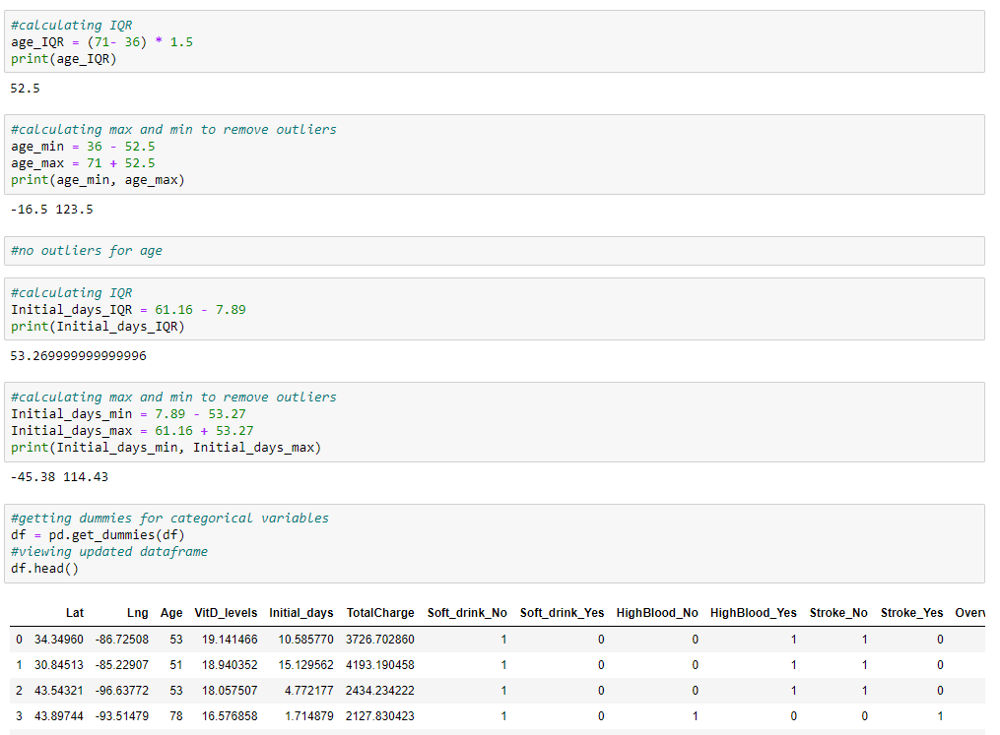 #calculating IQR
age_IQR = (71- 36) * 1.5
print(age_IQR)
52.5
#calculating max and min to remove outliers
age_min = 36 - 52.5
age_max = 71 + 52.5
print(age_min, age_max)
-16.5 123.5
#no outliers for age
#calculating IQR
Initial_days_IQR = 61.16 - 7.89
print(Initial_days_IQR)
53.269999999999996
#calculating max and min to remove outliers
Initial_days_min = 7.89 - 53.27
Initial_days_max = 61.16 + 53.27
print(Initial_days_min, Initial_days_max)
-45.38 114.43
#getting dummies for categorical variables
df = pd.get_dummies(df)
#viewing updated dataframe
df.head()
Lat Lng Age VitD_levels Initial_days TotalCharge Soft_drink_No Soft_drink_Yes HighBlood_No HighBlood_Yes Stroke_No Stroke_Yes Overv
0 34.34960 -86.72508 53 19.141466 10.585770 3726.702860 1 0 0 1 1 0
1 30.84513 -85.22907 51 18.940352 15.129562 4193.190458 1 0 0 1 1 0
2 43.54321 -96.63772 53 18.057507 4.772177 2434.234222 1 0 0 1 1 0
3 43.89744 -93.51479 78 16.576858 1.714879 2127.830423 1 0 1 0 0 1